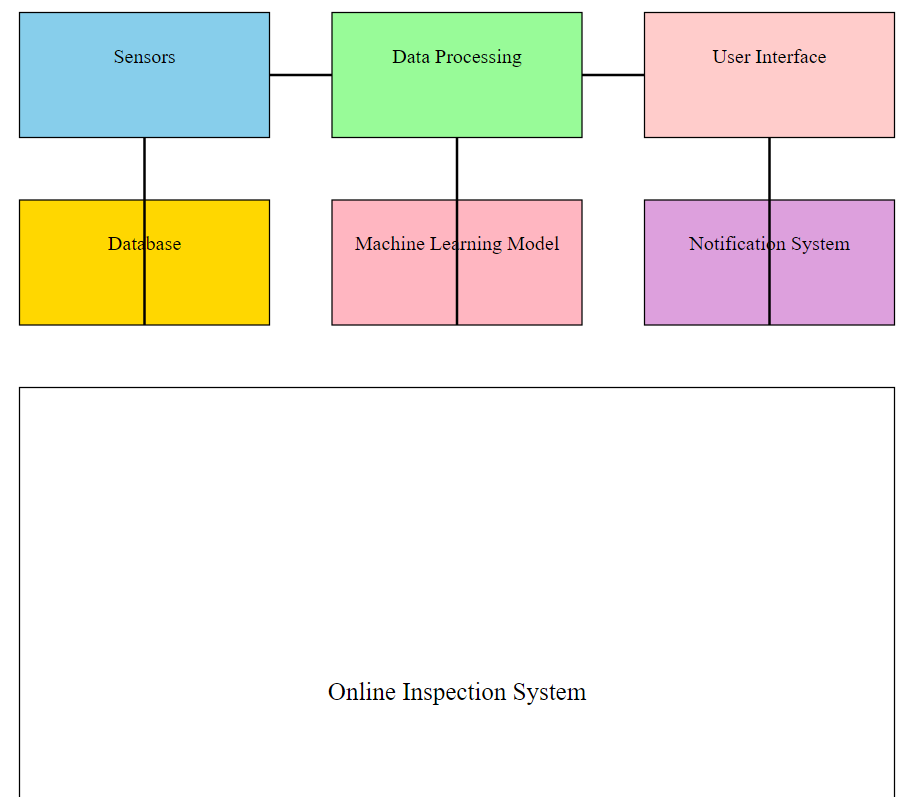 Sensors
Data Processing
User Interface
Database
Machine Learning Model
Notification System
Online Inspection System